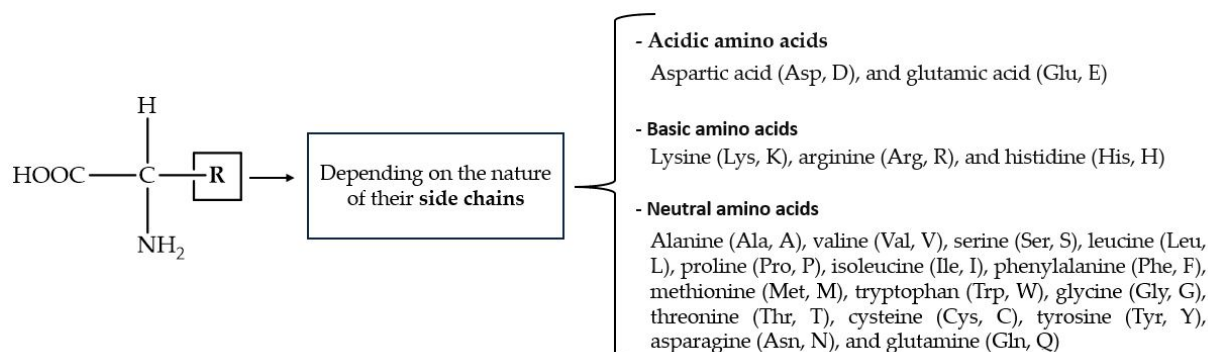 H
HOOC
C
R
NH₂
Depending on the nature
of their side chains
- Acidic amino acids
Aspartic acid (Asp, D), and glutamic acid (Glu, E)
- Basic amino acids
Lysine (Lys, K), arginine (Arg, R), and histidine (His, H)
- Neutral amino acids
Alanine (Ala, A), valine (Val, V), serine (Ser, S), leucine (Leu,
L), proline (Pro, P), isoleucine (Ile, I), phenylalanine (Phe, F),
methionine (Met, M), tryptophan (Trp, W), glycine (Gly, G),
threonine (Thr, T), cysteine (Cys, C), tyrosine (Tyr, Y),
asparagine (Asn, N), and glutamine (Gln, Q)